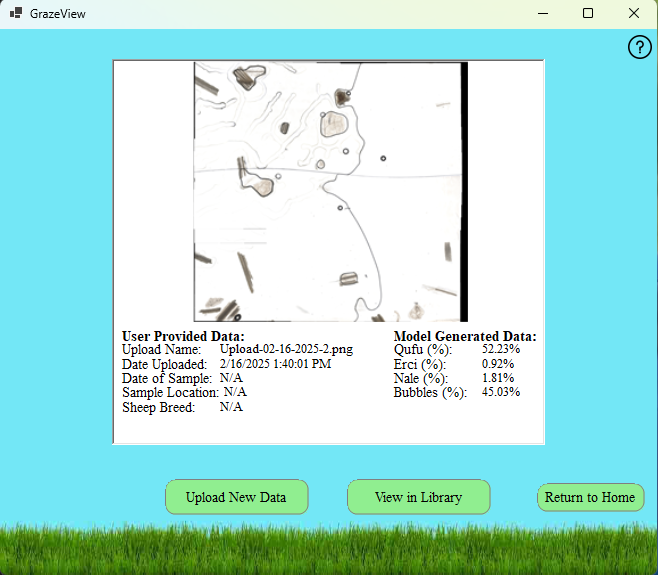 GrazeView
?
User Provided Data:
Upload Name: Upload-02-16-2025-2.png
Date Uploaded: 2/16/2025 1:40:01 PM
Date of Sample: N/A
Sample Location: N/A
Sheep Breed: N/A
Model Generated Data:
Qufu (%): 52.23%
Erci (%): 0.92%
Nale (%): 1.81%
Bubbles (%): 45.03%
Upload New Data
View in Library
Return to Home